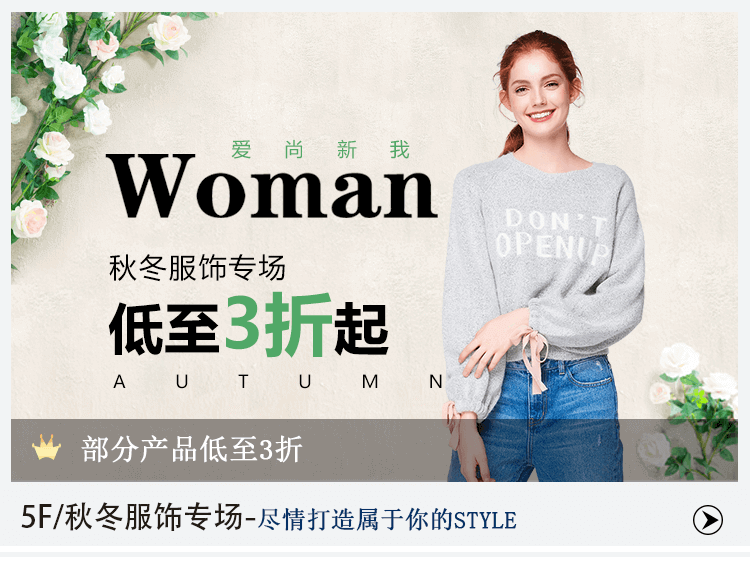 爱尚新我
Woman
秋冬服饰专场
低至3折起
AUTUMN
DON'T
OPENUP
部分产品低至3折
5F/秋冬服饰专场-尽情打造属于你的STYLE